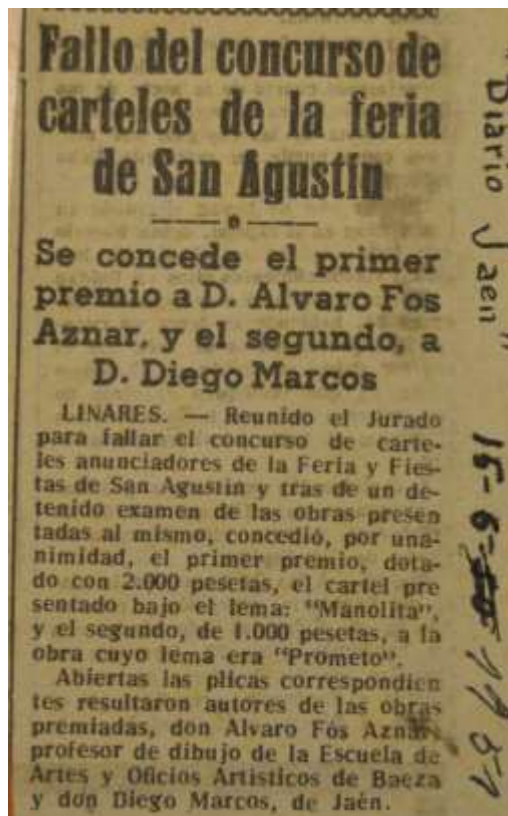 Fallo del concurso de
carteles de la feria
de San Agustín
Se concede el primer
premio a D. Alvaro Fos
Aznar, y el segundo, a
D. Diego Marcos
LINARES. — Reunido el Jurado
para fallar el concurso de carte-
les anunciadores de la Feria y Fies-
tas de San Agustín y tras de un de-
tenido examen de las obras presen
tadas al mismo, concedió, por una-
nimidad, el primer premio, dota-
do con 2.000 pesetas, el cartel pre
sentado bajo el lema: "Manolita",
y el segundo, de 1.000 pesetas, a la
obra cuyo lema era "Prometo".
Abiertas las plicas correspondien
tes resultaron autores de las obras
premiadas, don Alvaro Fos Aznar,
profesor de dibujo de la Escuela de
Artes y Oficios Artísticos de Baeza
y don Diego Marcos, de Jaén.
"Diario Jaen"
15-6-